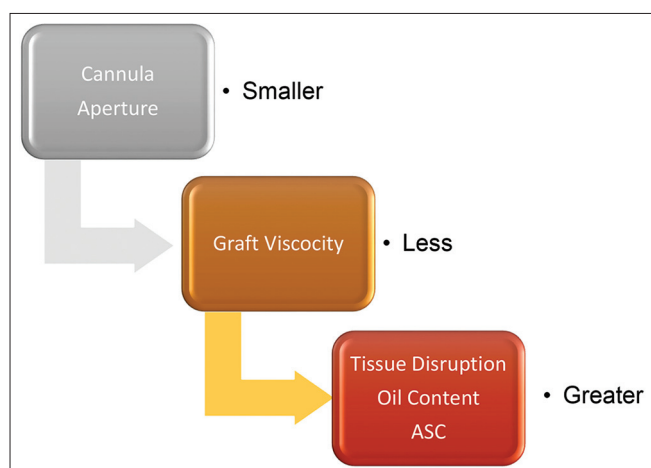 Cannula
Aperture
• Smaller
Graft Viscocity
• Less
Tissue Disruption
Oil Content
ASC
• Greater